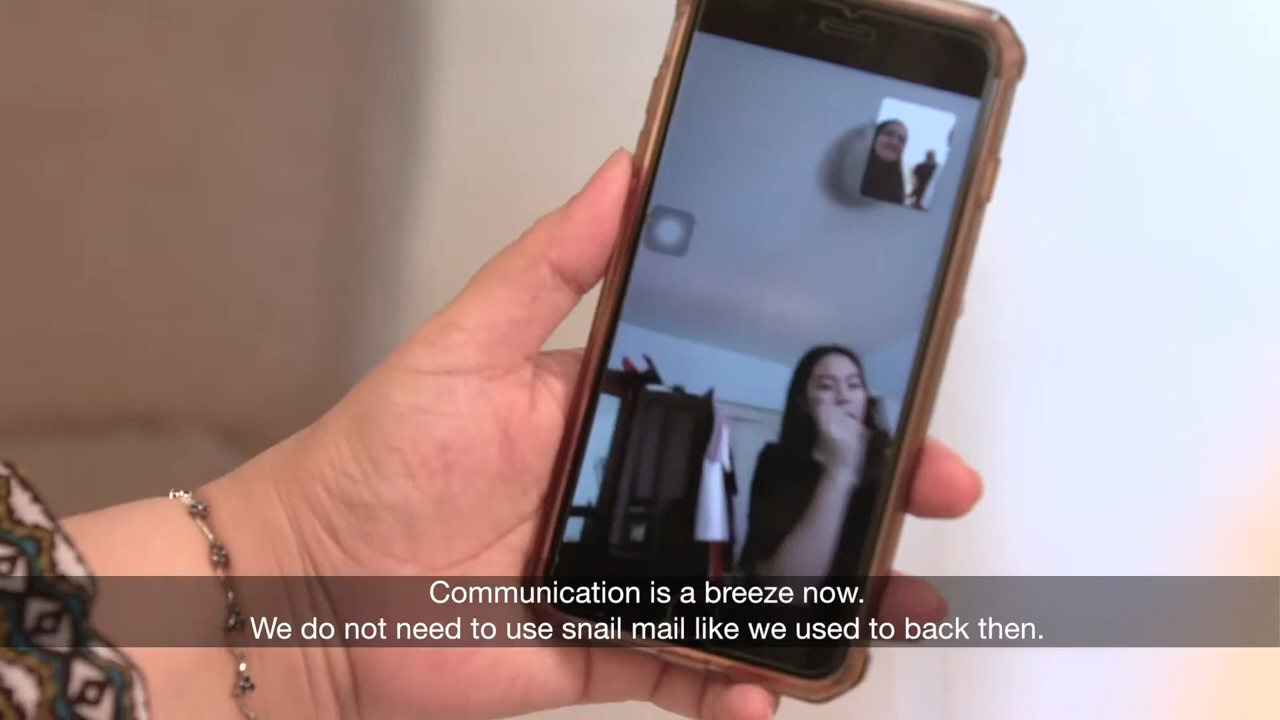 Communication is a breeze now.
We do not need to use snail mail like we used to back then.